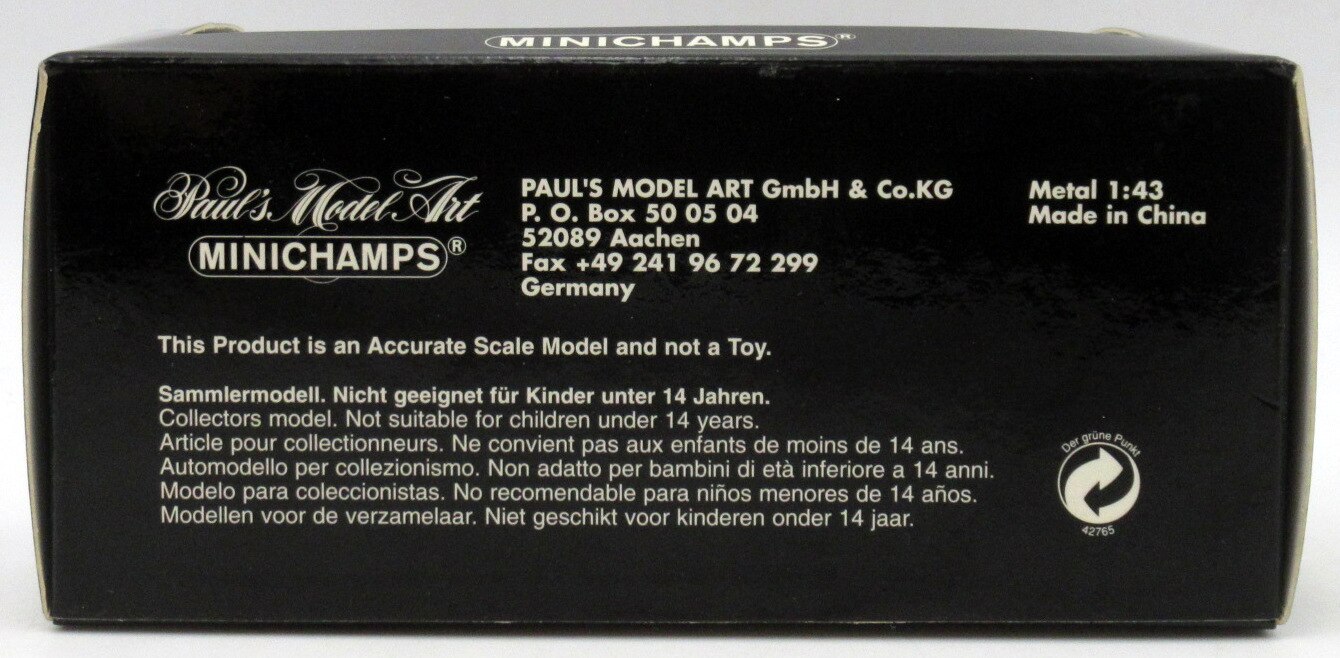 MINICHAMPS®
Paul's Model Art
MINICHAMPS®
PAUL'S MODEL ART GmbH & Co.KG
P. O. Box 50 05 04
52089 Aachen
Fax +49 241 96 72 299
Germany
Metal 1:43
Made in China
This Product is an Accurate Scale Model and not a Toy.
Sammlermodell. Nicht geeignet für Kinder unter 14 Jahren.
Collectors model. Not suitable for children under 14 years.
Article pour collectionneurs. Ne convient pas aux enfants de moins de 14 ans.
Automodello per collezionismo. Non adatto per bambini di età inferiore a 14 anni.
Modelo para coleccionistas. No recomendable para niños menores de 14 años.
Modellen voor de verzamelaar. Niet geschikt voor kinderen onder 14 jaar.
Der grüne Punkt
42765